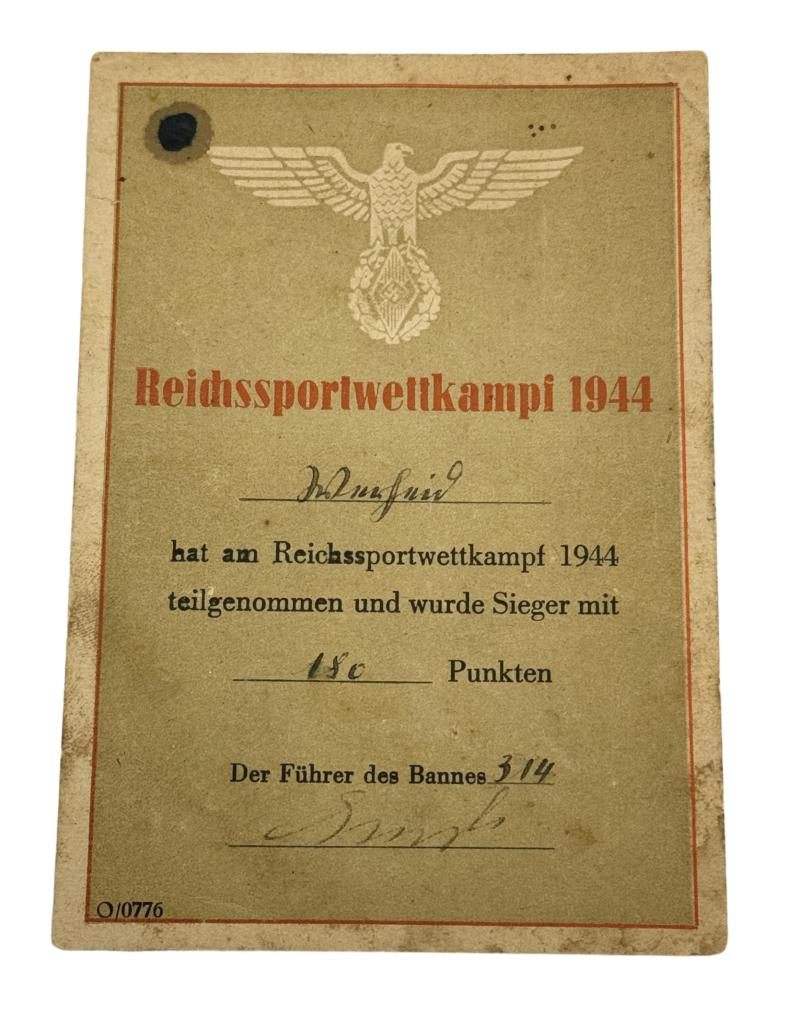 Reichssportwettkampf 1944
hat am Reichssportwettkampf 1944
teilgenommen und wurde Sieger mit
180 Punkten
Der Führer des Bannes 314
O/0776